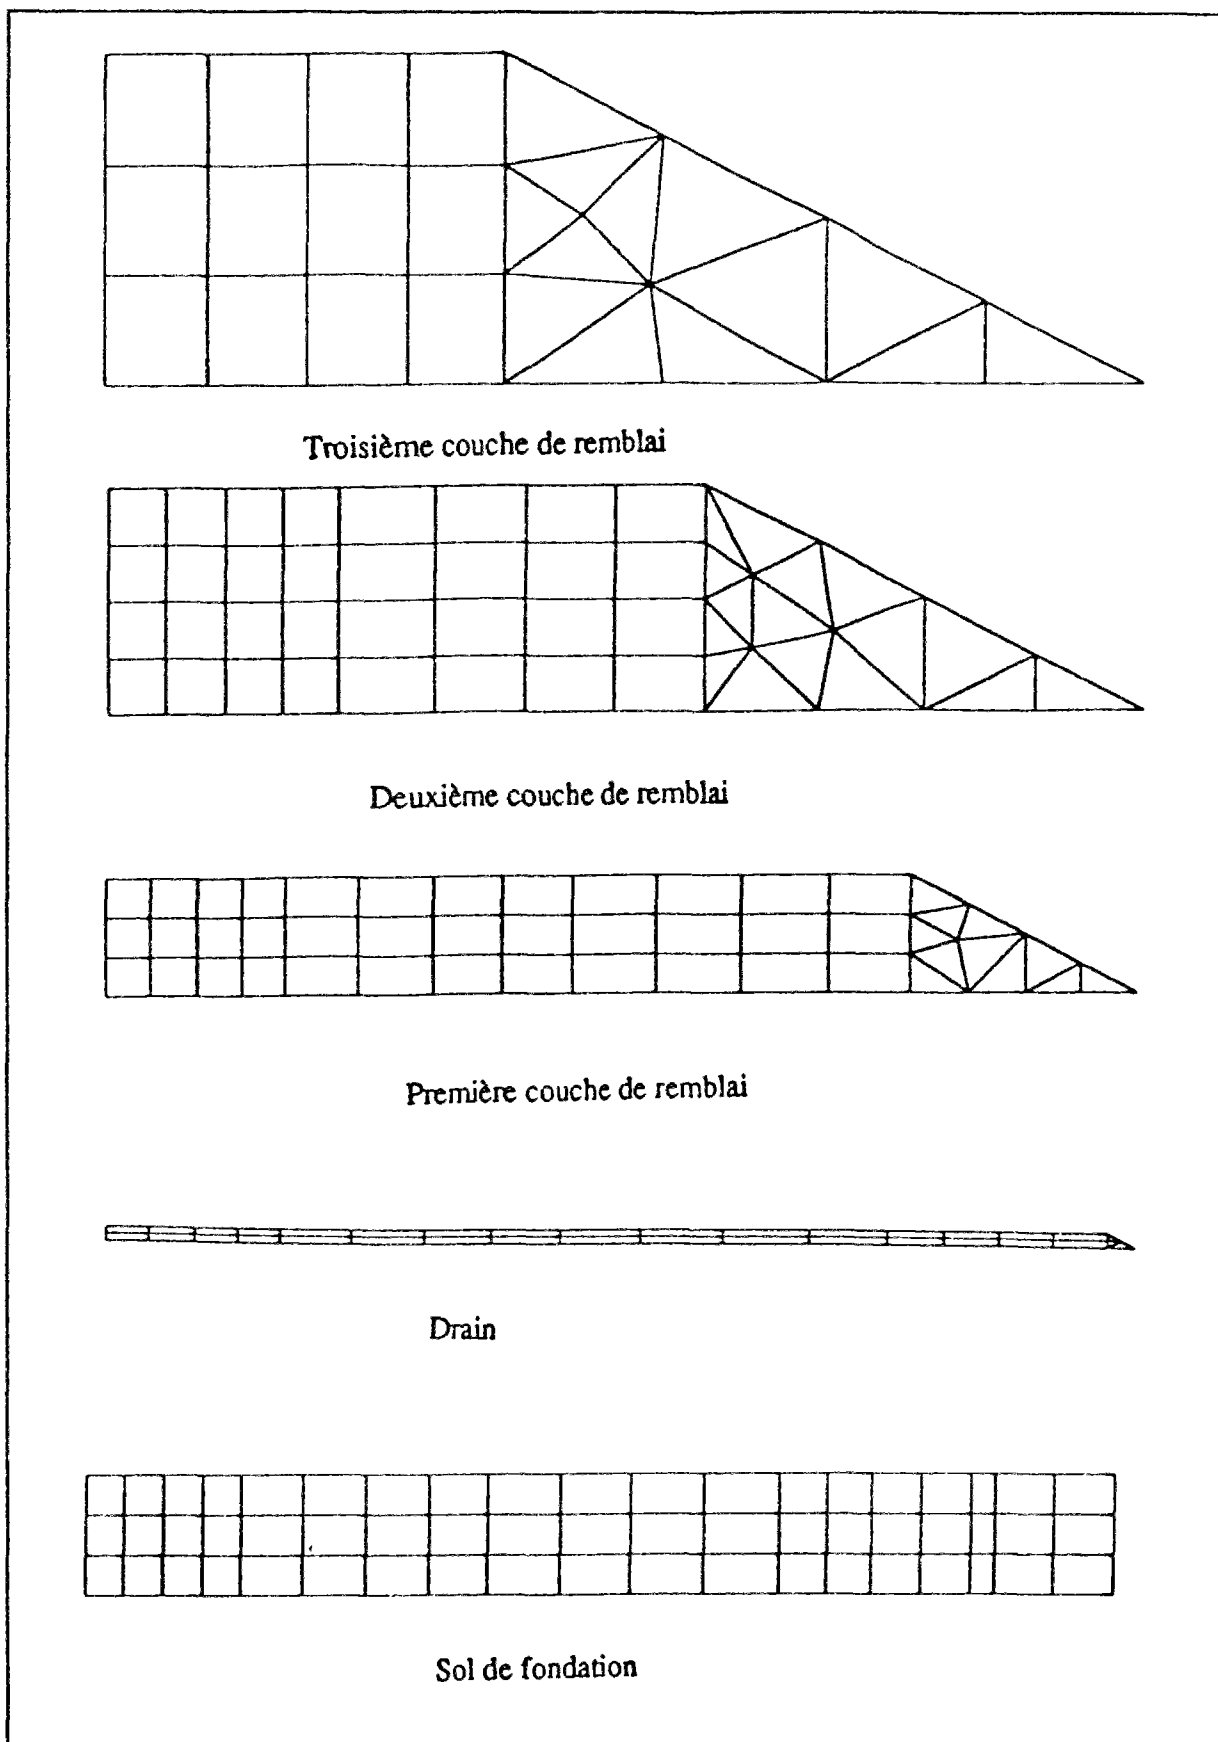 Troisième couche de remblai
Deuxième couche de remblai
Première couche de remblai
Drain
Sol de fondation